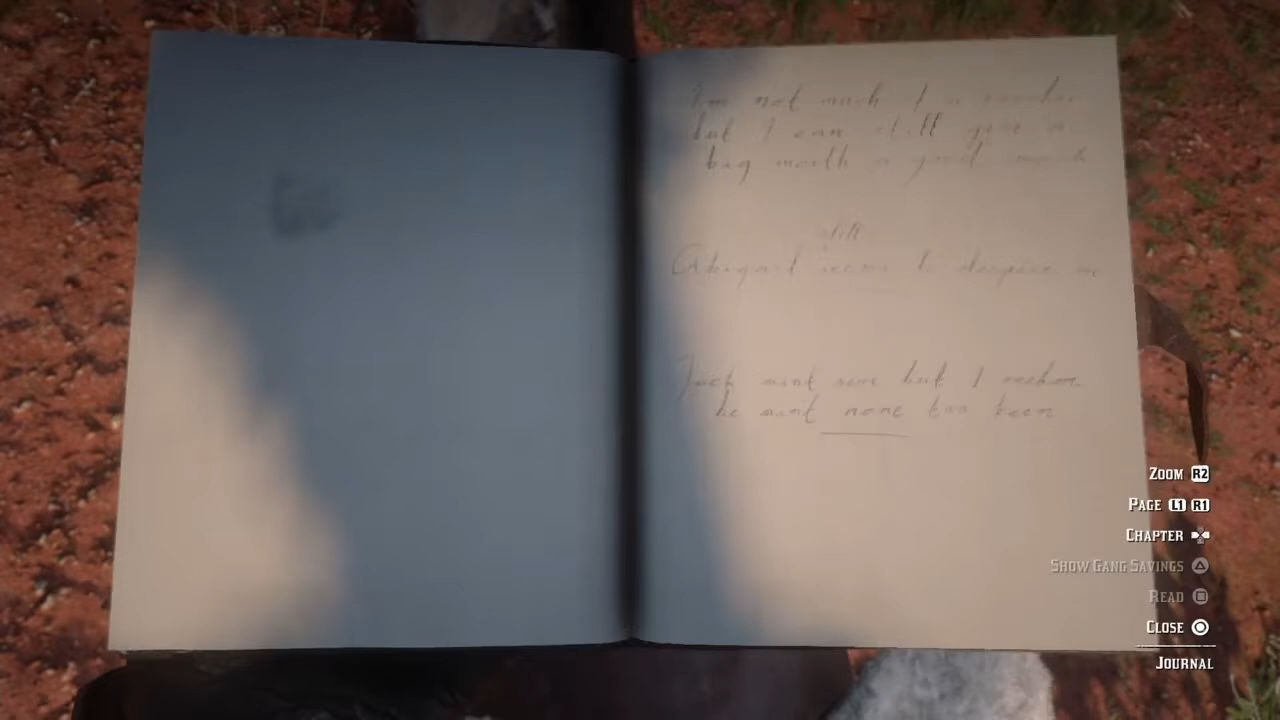 I'm not much of a rancher
but I can still give a
big mouth a good smack
still
Abigail seems to despise me
Jack aint sure but I reckon
he aint none too keen
ZOOM R2
PAGE L1 R1
CHAPTER
SHOW GANG SAVINGS
READ
CLOSE
JOURNAL